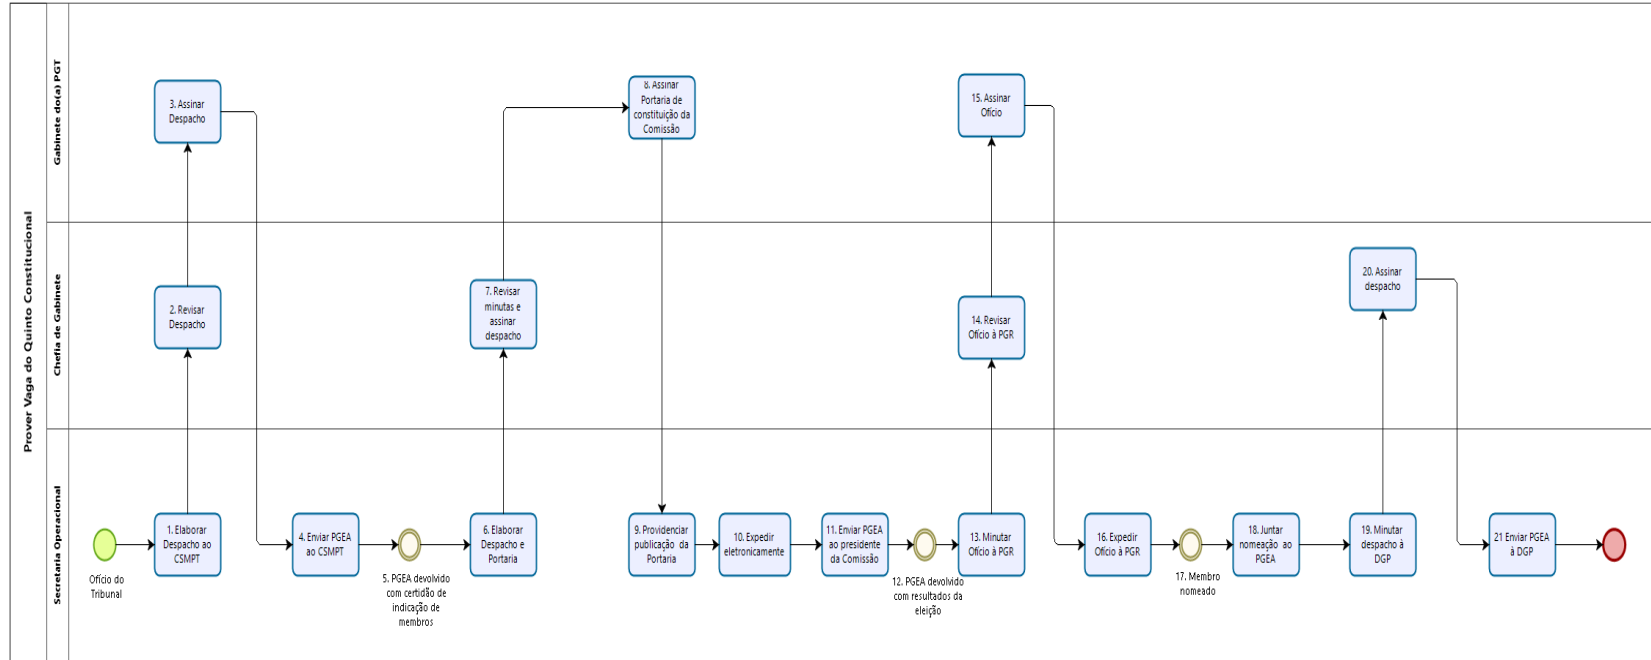 Prover Vaga do Quinto Constitucional
Gabinete do(a) PGT
3. Assinar
Despacho
8. Assinar
Portaria de
constituição da
Comissão
15. Assinar
Ofício
Chefia de Gabinete
2. Revisar
Despacho
7. Revisar
minutas e
assinar
despacho
14. Revisar
Ofício à PGR
20. Assinar
despacho
Secretaria Operacional
Ofício do
Tribunal
1. Elaborar
Despacho ao
CSMPT
4. Enviar PGEA
ao CSMPT
5. PGEA devolvido
com certidão de
indicação de
membros
6. Elaborar
Despacho e
Portaria
9. Providenciar
publicação da
Portaria
10. Expedir
eletronicamente
11. Enviar PGEA
ao presidente
da Comissão
12. PGEA devolvido
com resultados da
eleição
13. Minutar
Ofício à PGR
16. Expedir
Ofício à PGR
17. Membro
nomeado
18. Juntar
nomeação ao
PGEA
19. Minutar
despacho à
DGP
21 Enviar PGEA
à DGP